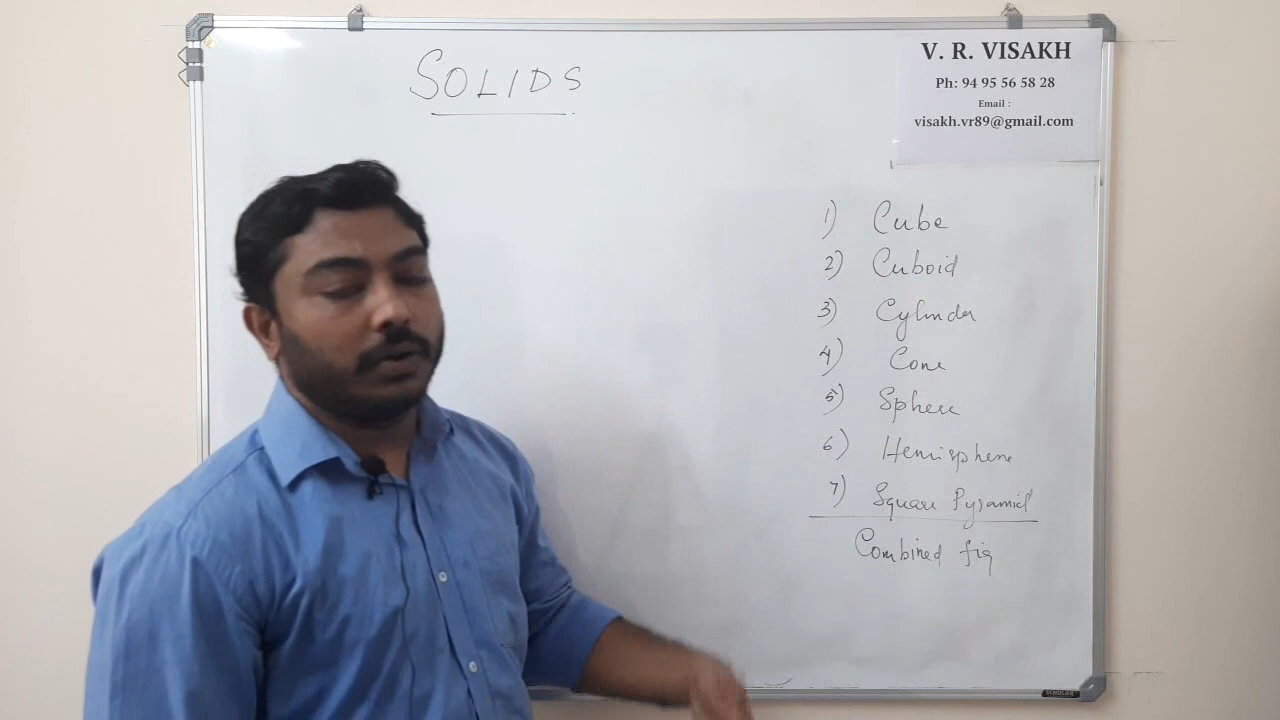 SOLIDS
V. R. VISAKH
Ph: 94 95 56 58 28
Email :
visakh.vr89@gmail.com
1) Cube
2) Cuboid
3) Cylinder
4) Cone
5) Sphere
6) Hemisphere
7) Square Pyramid
Combined fig
SCHOLAR